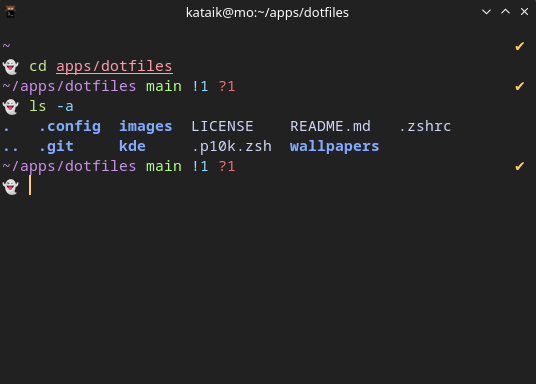 kataik@mo:~/apps/dotfiles
~ ✔
👻 cd apps/dotfiles
~/apps/dotfiles main !1 ?1 ✔
👻 ls -a
. .config images LICENSE README.md .zshrc
.. .git kde .p10k.zsh wallpapers
~/apps/dotfiles main !1 ?1 ✔
👻